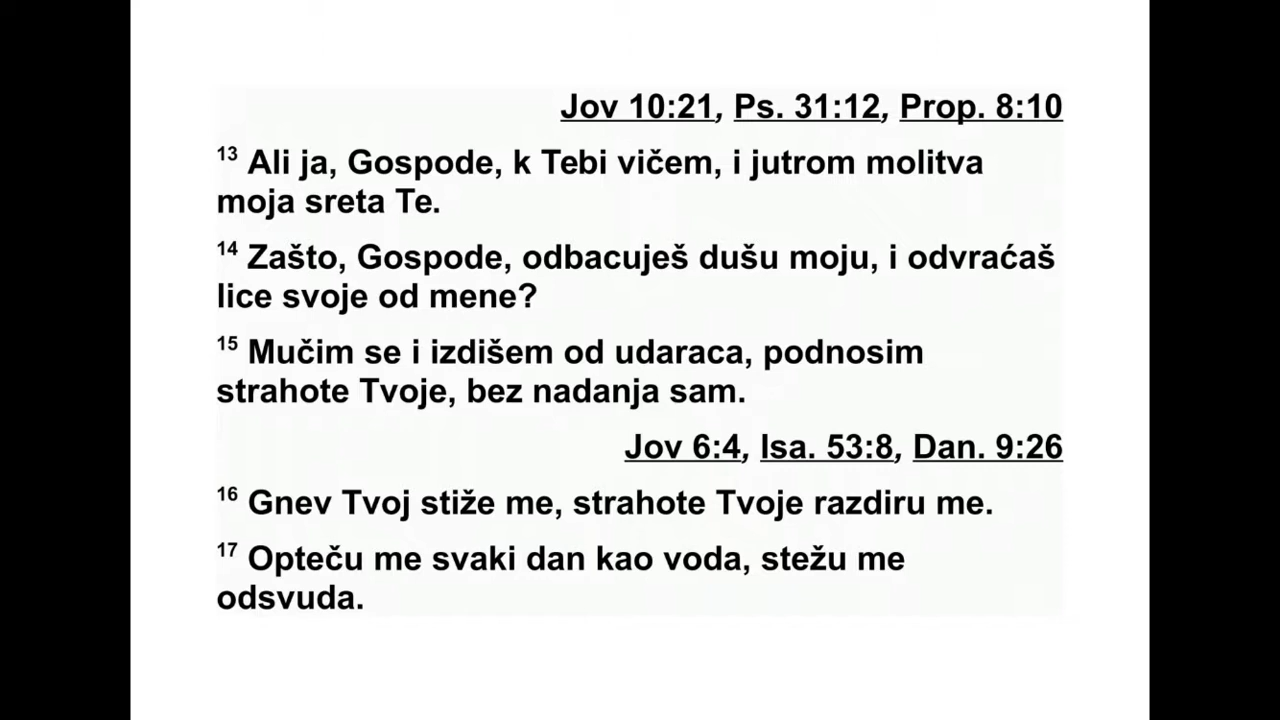 Jov 10:21, Ps. 31:12, Prop. 8:10
13 Ali ja, Gospode, k Tebi vičem, i jutrom molitva
moja sreta Te.
14 Zašto, Gospode, odbacuješ dušu moju, i odvraćaš
lice svoje od mene?
15 Mučim se i izdišem od udaraca, podnosim
strahote Tvoje, bez nadanja sam.
Jov 6:4, Isa. 53:8, Dan. 9:26
16 Gnev Tvoj stiže me, strahote Tvoje razdiru me.
17 Opteču me svaki dan kao voda, stežu me
odsvuda.